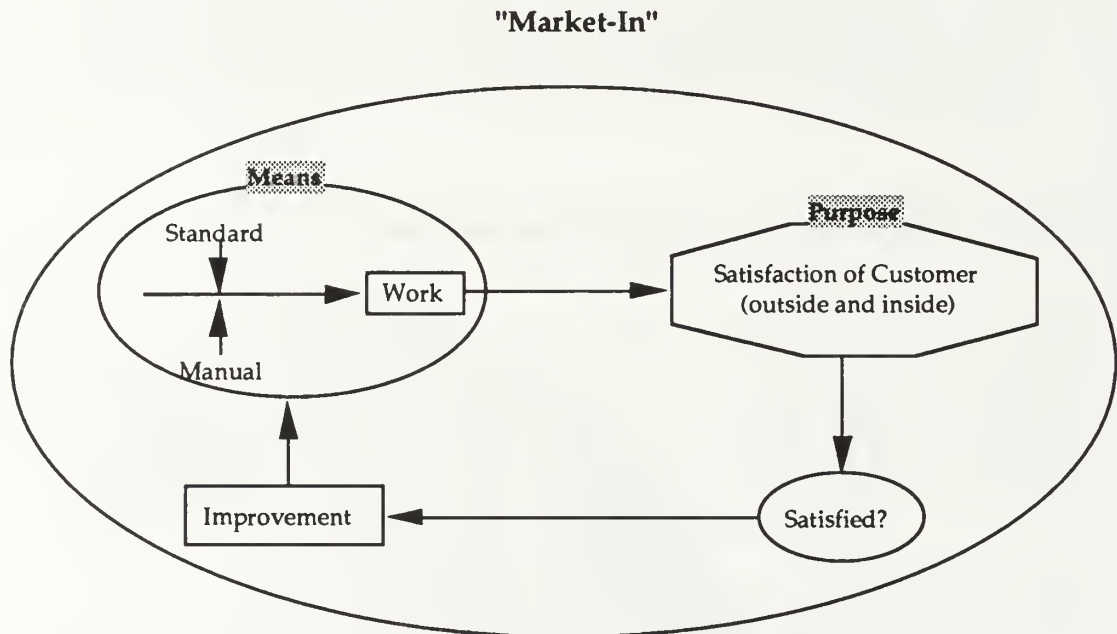 "Market-In"
Means
Standard
Work
Manual
Purpose
Satisfaction of Customer
(outside and inside)
Improvement
Satisfied?